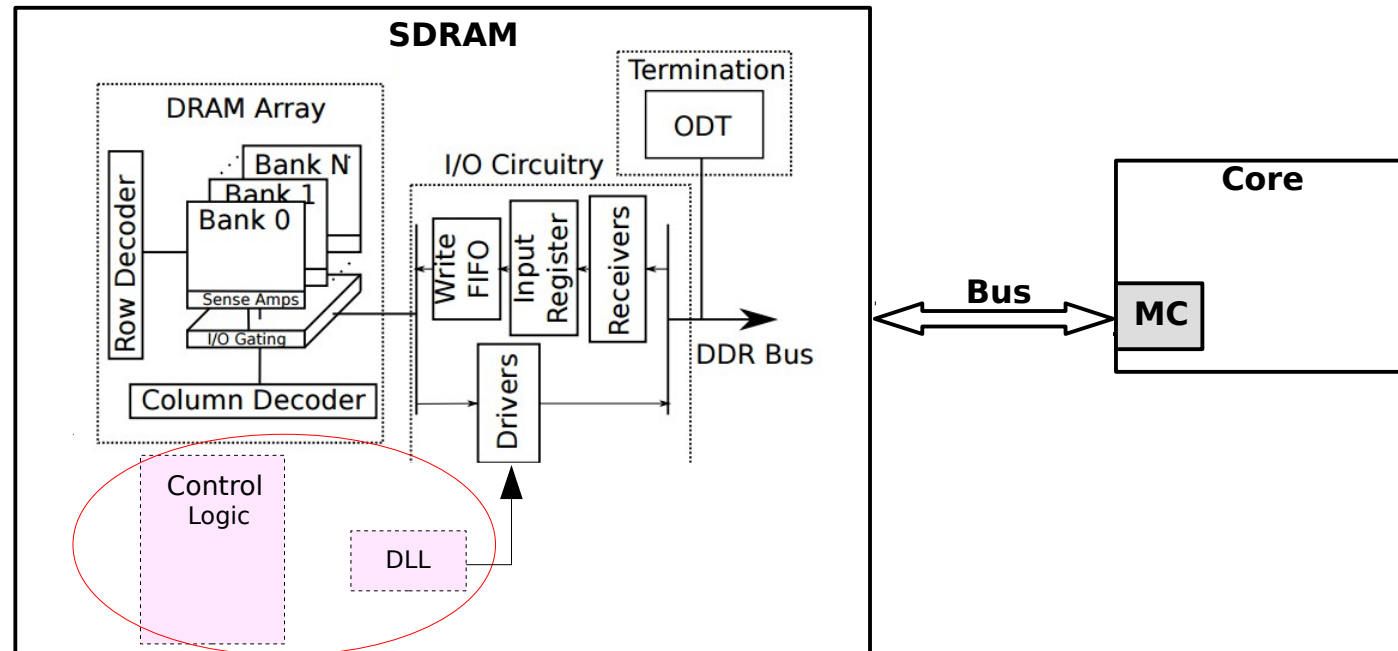 SDRAM
Termination
ODT
DRAM Array
I/O Circuitry
Row Decoder
Bank N
Bank 1
Bank 0
Sense Amps
I/O Gating
Column Decoder
Write
FIFO
Input
Register
Receivers
Drivers
DDR Bus
Bus
Core
MC
Control
Logic
DLL